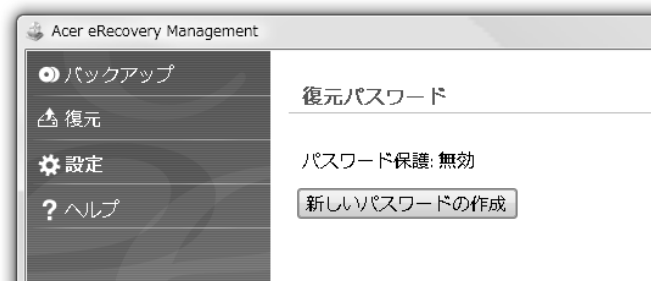 Acer eRecovery Management
バックアップ
復元
設定
? ヘルプ
復元パスワード
パスワード保護: 無効
新しいパスワードの作成